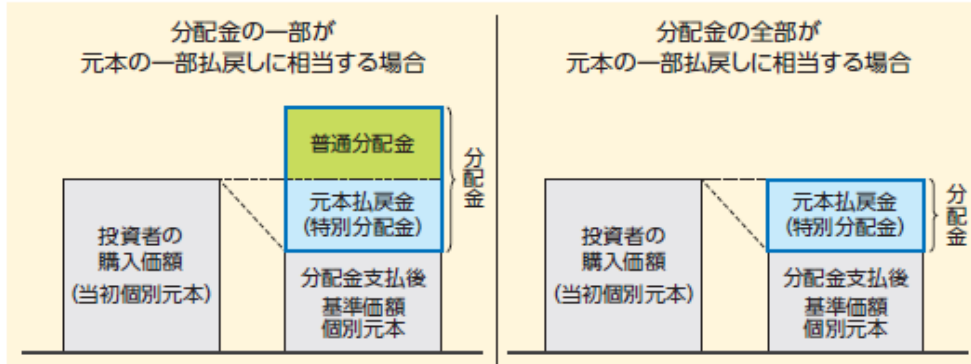 分配金の一部が
元本の一部払戻しに相当する場合
普通分配金
元本払戻金
(特別分配金)
分配金
投資者の
購入価額
(当初個別元本)
分配金支払後
基準価額
個別元本
分配金の全部が
元本の一部払戻しに相当する場合
元本払戻金
(特別分配金)
分配金
投資者の
購入価額
(当初個別元本)
分配金支払後
基準価額
個別元本